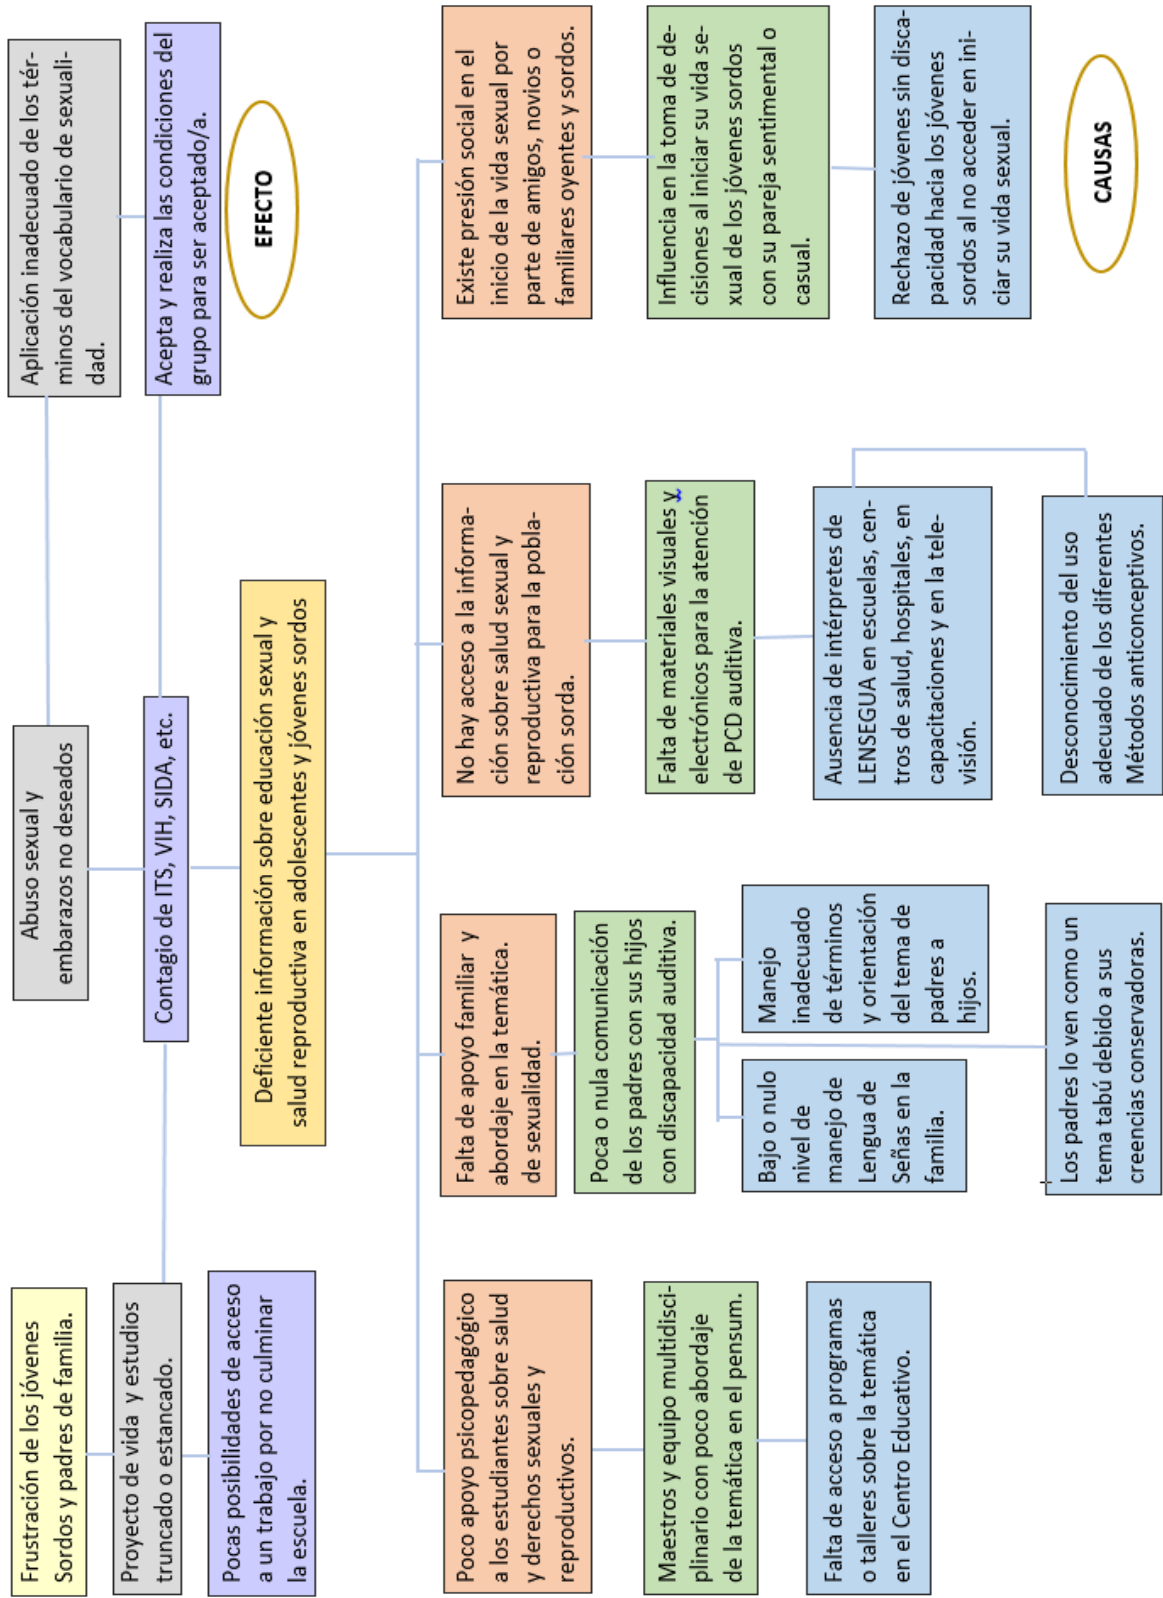 Frustración de los jóvenes
Sordos y padres de familia.
Proyecto de vida y estudios
truncado o estancado.
Pocas posibilidades de acceso
a un trabajo por no culminar
la escuela.
Abuso sexual y
embarazos no deseados
Contagio de ITS, VIH, SIDA, etc.
Aplicación inadecuado de los tér-
minos del vocabulario de sexuali-
dad.
Acepta y realiza las condiciones del
grupo para ser aceptado/a.
EFECTO
Deficiente información sobre educación sexual y
salud reproductiva en adolescentes y jóvenes sordos
Poco apoyo psicopedagógico
a los estudiantes sobre salud
y derechos sexuales y
reproductivos.
Maestros y equipo multidisci-
plinario con poco abordaje
de la temática en el pensum.
Falta de acceso a programas
o talleres sobre la temática
en el Centro Educativo.
Falta de apoyo familiar y
abordaje en la temática.
de sexualidad.
Poca o nula comunicación
de los padres con sus hijos
con discapacidad auditiva.
Bajo o nulo
nivel de
manejo de
Lengua de
Señas en la
familia.
Manejo
inadecuado
de términos
y orientación
del tema de
padres a
hijos.
Los padres lo ven como un
tema tabú debido a sus
creencias conservadoras.
No hay acceso a la informa-
ción sobre salud sexual y
reproductiva para la pobla-
ción sorda.
Falta de materiales visuales y
electrónicos para la atención
de PCD auditiva.
Ausencia de intérpretes de
LENSEGUA en escuelas, cen-
tros de salud, hospitales, en
capacitaciones y en la tele-
visión.
Desconocimiento del uso
adecuado de los diferentes
Métodos anticonceptivos.
Existe presión social en el
inicio de la vida sexual por
parte de amigos, novios o
familiares oyentes y sordos.
Influencia en la toma de de-
cisiones al iniciar su vida se-
xual de los jóvenes sordos
con su pareja sentimental o
casual.
Rechazo de jóvenes sin disca-
pacidad hacia los jóvenes
sordos al no acceder en ini-
ciar su vida sexual.
CAUSAS